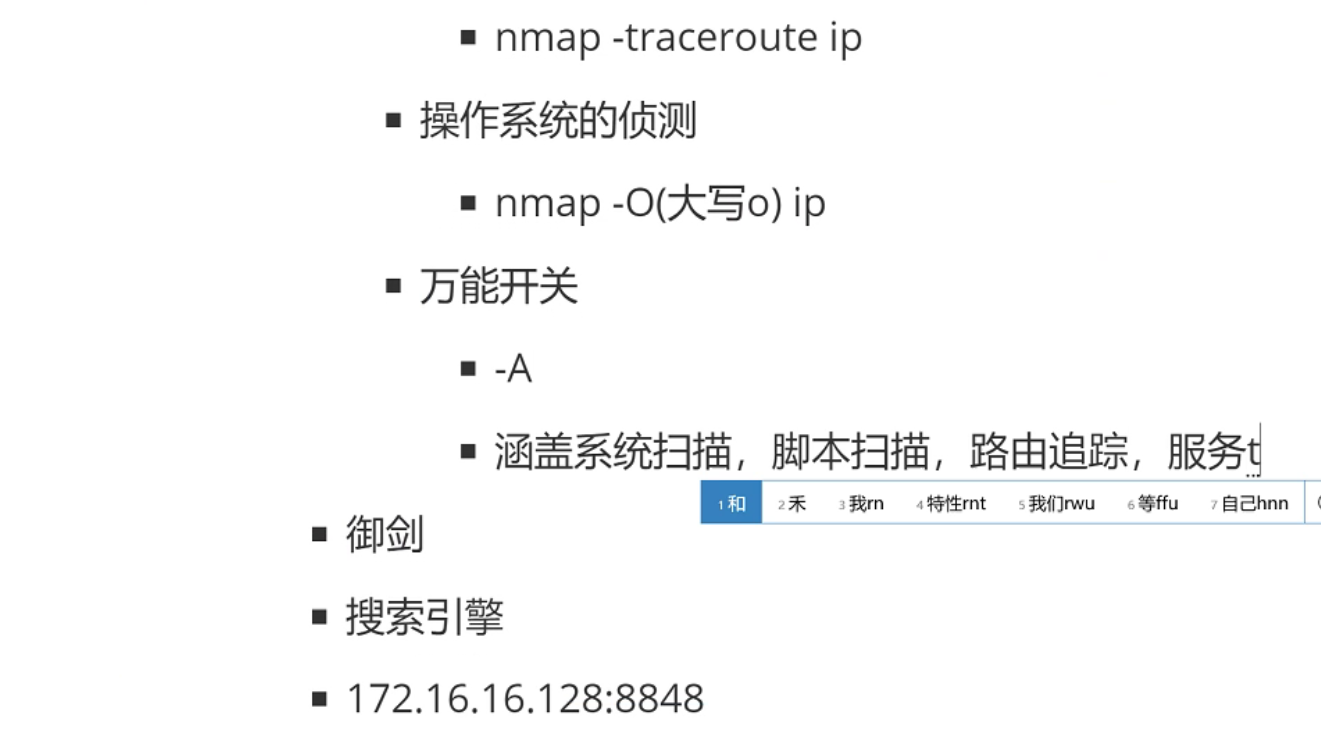 nmap -traceroute ip
操作系统的侦测
nmap -O(大写o) ip
万能开关
-A
涵盖系统扫描，脚本扫描，路由追踪，服务t
1和 2禾 3我rn 4特性rnt 5我们rwu 6等ffu 7自己hnn
御剑
搜索引擎
172.16.16.128:8848